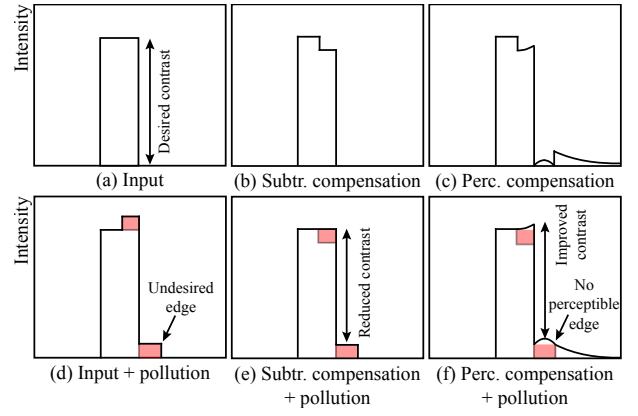 Intensity
Desired contrast
(a) Input
(b) Subtr. compensation
(c) Perc. compensation
Intensity
Undesired
edge
Reduced contrast
Improved
contrast
No
perceptible
edge
(d) Input + pollution
(e) Subtr. compensation
+ pollution
(f) Perc. compensation
+ pollution